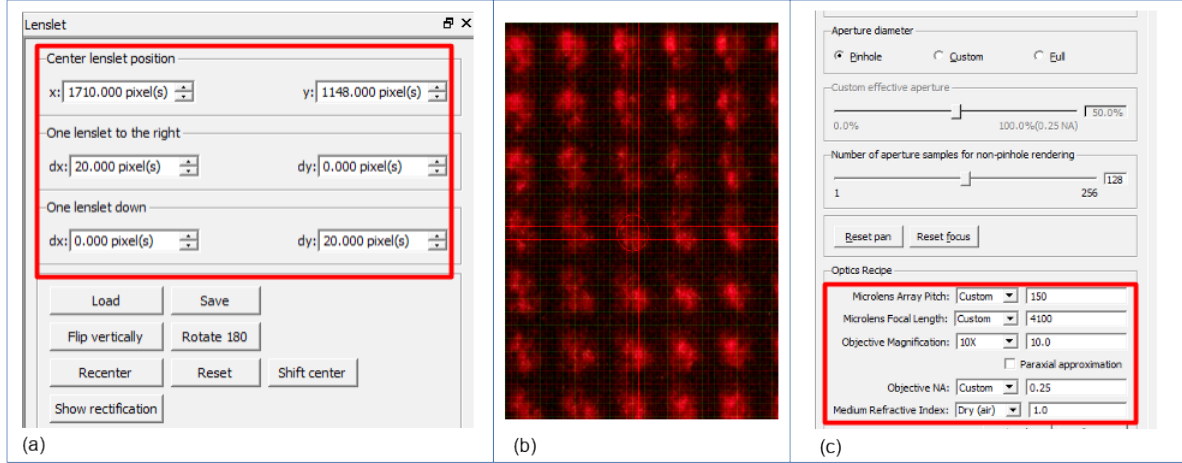 Lenslet
Center lenslet position
x: 1710.000 pixel(s) y: 1148.000 pixel(s)
One lenslet to the right
dx: 20.000 pixel(s) dy: 0.000 pixel(s)
One lenslet down
dx: 0.000 pixel(s) dy: 20.000 pixel(s)
Load Save
Flip vertically Rotate 180
Recenter Reset Shift center
Show rectification
(a)
(b)
Aperture diameter
Pinhole Custom Full
Custom effective aperture
50.0%
0.0% 100.0%(0.25 NA)
Number of aperture samples for non-pinhole rendering
128
1 256
Reset pan Reset focus
Optics Recipe
Microlens Array Pitch: Custom 150
Microlens Focal Length: Custom 4100
Objective Magnification: 10X 10.0
Paraxial approximation
Objective NA: Custom 0.25
Medium Refractive Index: Dry (air) 1.0
(c)